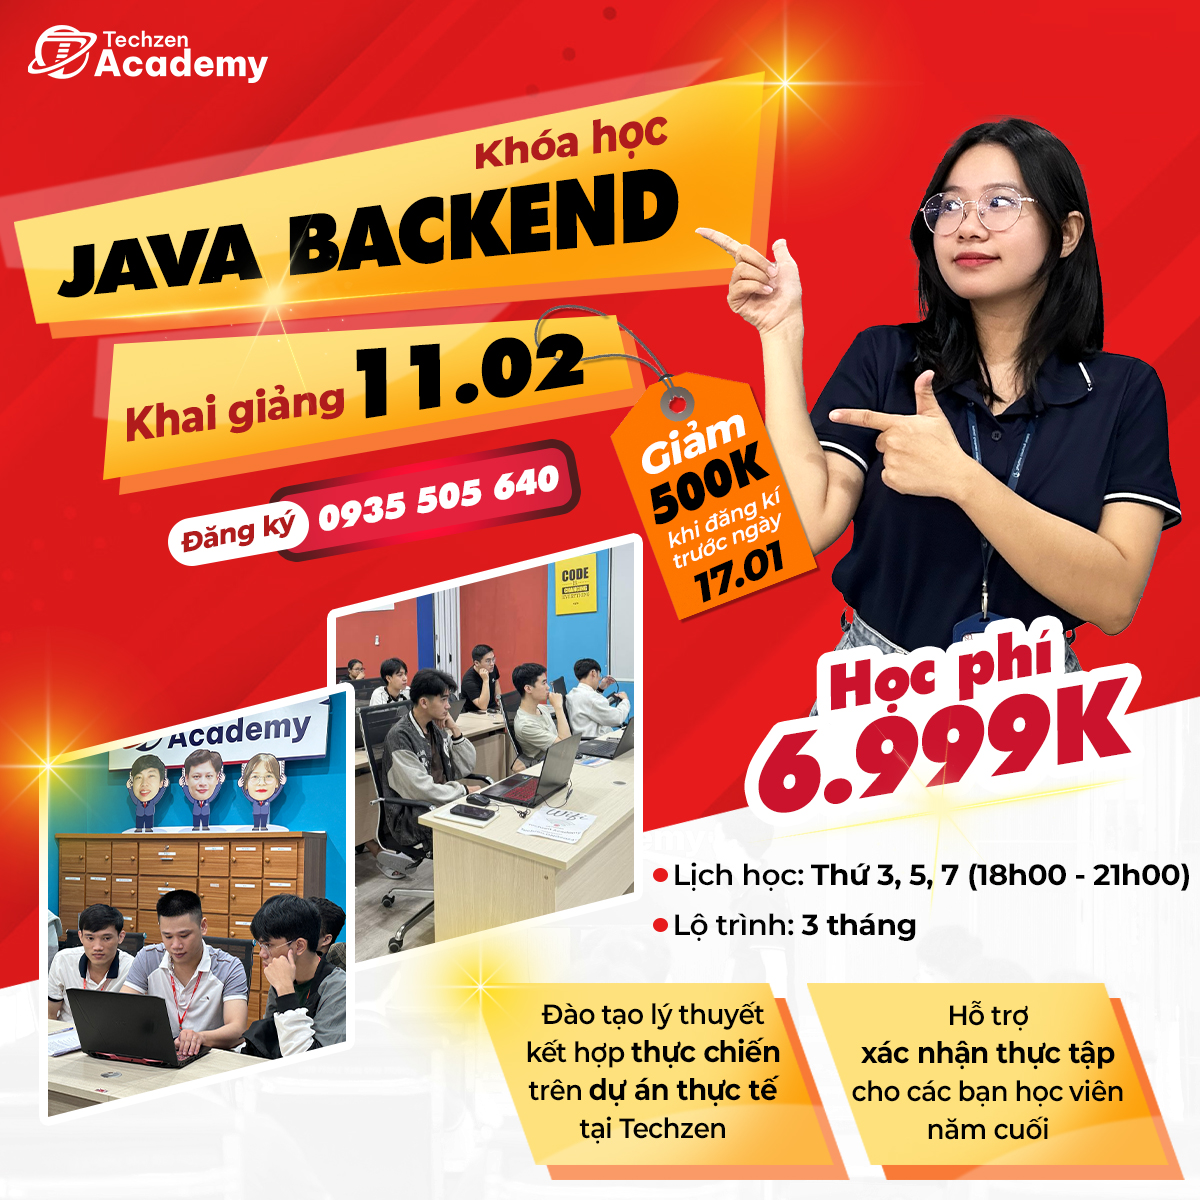 Techzen
Academy
Khóa học
JAVA BACKEND
Khai giảng 11.02
Đăng ký 0935 505 640
Giảm
500K
khi đăng kí
trước ngày
17.01
CODE
Academy
Wifi
Học phí
6.999K
Lịch học: Thứ 3, 5, 7 (18h00 - 21h00)
Lộ trình: 3 tháng
Đào tạo lý thuyết
kết hợp thực chiến
trên dự án thực tế
tại Techzen
Hỗ trợ
xác nhận thực tập
cho các bạn học viên
năm cuối